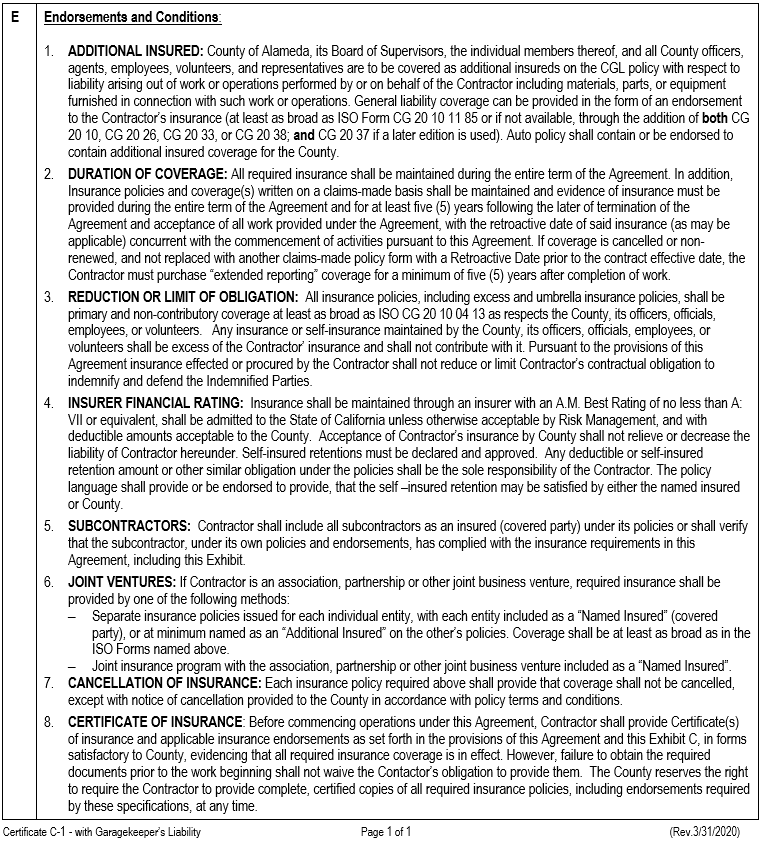 E Endorsements and Conditions:
1. ADDITIONAL INSURED: County of Alameda, its Board of Supervisors, the individual members thereof, and all County officers,
agents, employees, volunteers, and representatives are to be covered as additional insureds on the CGL policy with respect to
liability arising out of work or operations performed by or on behalf of the Contractor including materials, parts, or equipment
furnished in connection with such work or operations. General liability coverage can be provided in the form of an endorsement
to the Contractor's insurance (at least as broad as ISO Form CG 20 10 11 85 or if not available, through the addition of both CG
20 10, CG 20 26, CG 20 33, or CG 20 38; and CG 20 37 if a later edition is used). Auto policy shall contain or be endorsed to
contain additional insured coverage for the County.
2. DURATION OF COVERAGE: All required insurance shall be maintained during the entire term of the Agreement. In addition,
Insurance policies and coverage(s) written on a claims-made basis shall be maintained and evidence of insurance must be
provided during the entire term of the Agreement and for at least five (5) years following the later of termination of the
Agreement and acceptance of all work provided under the Agreement, with the retroactive date of said insurance (as may be
applicable) concurrent with the commencement of activities pursuant to this Agreement. If coverage is cancelled or non-
renewed, and not replaced with another claims-made policy form with a Retroactive Date prior to the contract effective date, the
Contractor must purchase "extended reporting" coverage for a minimum of five (5) years after completion of work.
3. REDUCTION OR LIMIT OF OBLIGATION: All insurance policies, including excess and umbrella insurance policies, shall be
primary and non-contributory coverage at least as broad as ISO CG 20 10 04 13 as respects the County, its officers, officials,
employees, or volunteers. Any insurance or self-insurance maintained by the County, its officers, officials, employees, or
volunteers shall be excess of the Contractor' insurance and shall not contribute with it. Pursuant to the provisions of this
Agreement insurance effected or procured by the Contractor shall not reduce or limit Contractor's contractual obligation to
indemnify and defend the Indemnified Parties.
4. INSURER FINANCIAL RATING: Insurance shall be maintained through an insurer with an A.M. Best Rating of no less than A:
VII or equivalent, shall be admitted to the State of California unless otherwise acceptable by Risk Management, and with
deductible amounts acceptable to the County. Acceptance of Contractor's insurance by County shall not relieve or decrease the
liability of Contractor hereunder. Self-insured retentions must be declared and approved. Any deductible or self-insured
retention amount or other similar obligation under the policies shall be the sole responsibility of the Contractor. The policy
language shall provide or be endorsed to provide, that the self –insured retention may be satisfied by either the named insured
or County.
5. SUBCONTRACTORS: Contractor shall include all subcontractors as an insured (covered party) under its policies or shall verify
that the subcontractor, under its own policies and endorsements, has complied with the insurance requirements in this
Agreement, including this Exhibit.
6. JOINT VENTURES: If Contractor is an association, partnership or other joint business venture, required insurance shall be
provided by one of the following methods:
– Separate insurance policies issued for each individual entity, with each entity included as a "Named Insured" (covered
party), or at minimum named as an "Additional Insured" on the other's policies. Coverage shall be at least as broad as in the
ISO Forms named above.
– Joint insurance program with the association, partnership or other joint business venture included as a "Named Insured".
7. CANCELLATION OF INSURANCE: Each insurance policy required above shall provide that coverage shall not be cancelled,
except with notice of cancellation provided to the County in accordance with policy terms and conditions.
8. CERTIFICATE OF INSURANCE: Before commencing operations under this Agreement, Contractor shall provide Certificate(s)
of insurance and applicable insurance endorsements as set forth in the provisions of this Agreement and this Exhibit C, in forms
satisfactory to County, evidencing that all required insurance coverage is in effect. However, failure to obtain the required
documents prior to the work beginning shall not waive the Contactor's obligation to provide them. The County reserves the right
to require the Contractor to provide complete, certified copies of all required insurance policies, including endorsements required
by these specifications, at any time.
Certificate C-1 - with Garagekeeper's Liability Page 1 of 1 (Rev.3/31/2020)